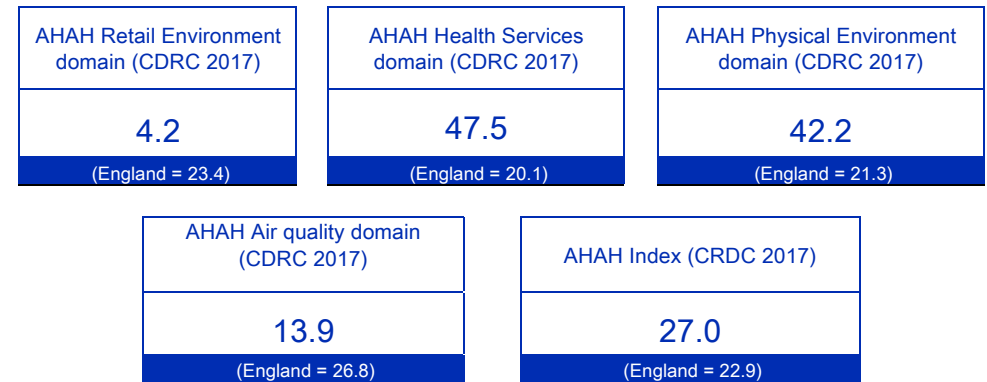 AHAH Retail Environment
domain (CDRC 2017)
4.2
(England = 23.4)
AHAH Health Services
domain (CDRC 2017)
47.5
(England = 20.1)
AHAH Physical Environment
domain (CDRC 2017)
42.2
(England = 21.3)
AHAH Air quality domain
(CDRC 2017)
13.9
(England = 26.8)
AHAH Index (CRDC 2017)
27.0
(England = 22.9)